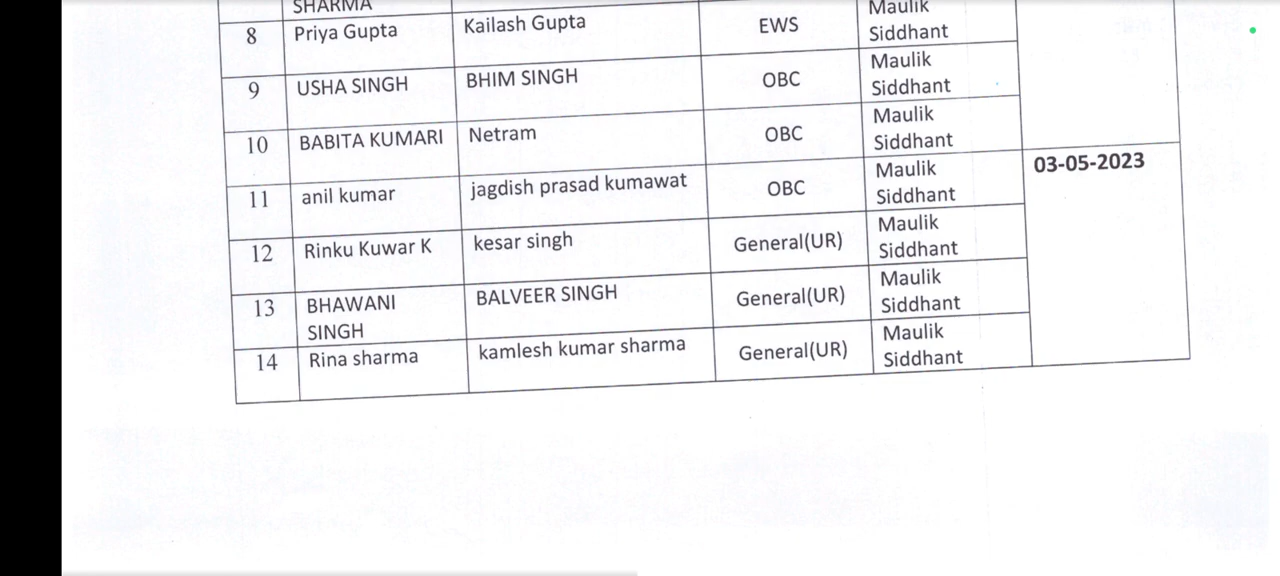 SHARMA
8 Priya Gupta Kailash Gupta EWS Maulik
Siddhant
9 USHA SINGH BHIM SINGH OBC Maulik
Siddhant
10 BABITA KUMARI Netram OBC Maulik
Siddhant
11 anil kumar jagdish prasad kumawat OBC Maulik
Siddhant
03-05-2023
12 Rinku Kuwar K kesar singh General(UR) Maulik
Siddhant
13 BHAWANI
SINGH BALVEER SINGH General(UR) Maulik
Siddhant
14 Rina sharma kamlesh kumar sharma General(UR) Maulik
Siddhant